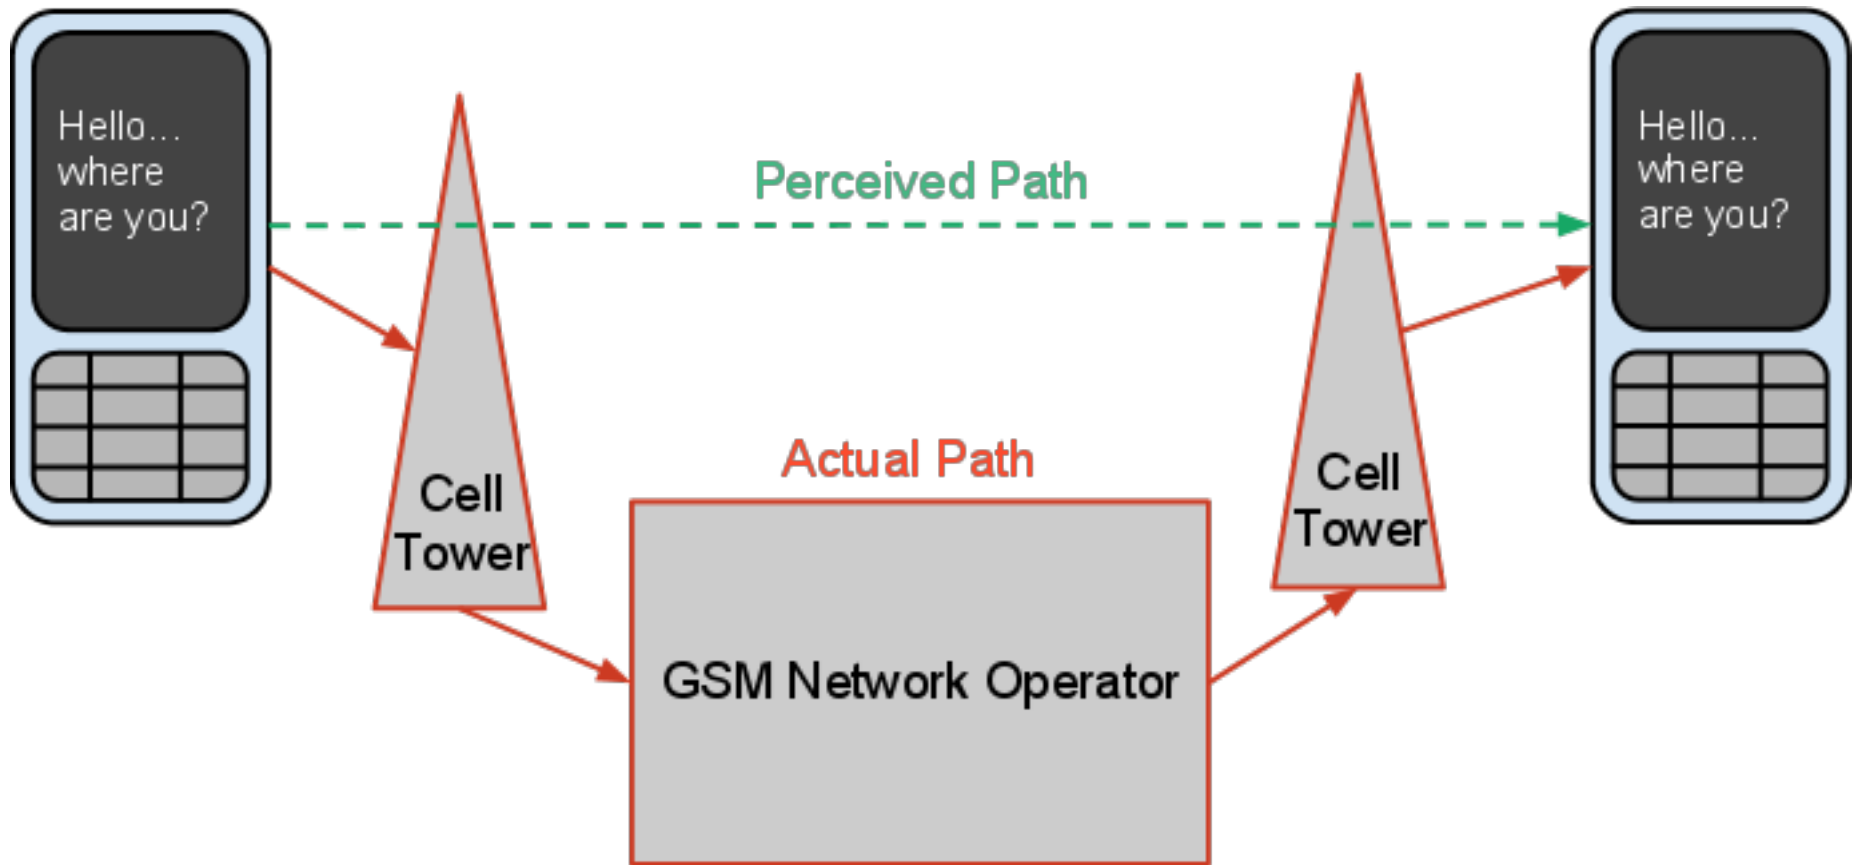 Hello...
where
are you?
Perceived Path
Hello...
where
are you?
Actual Path
Cell
Tower
Cell
Tower
GSM Network Operator